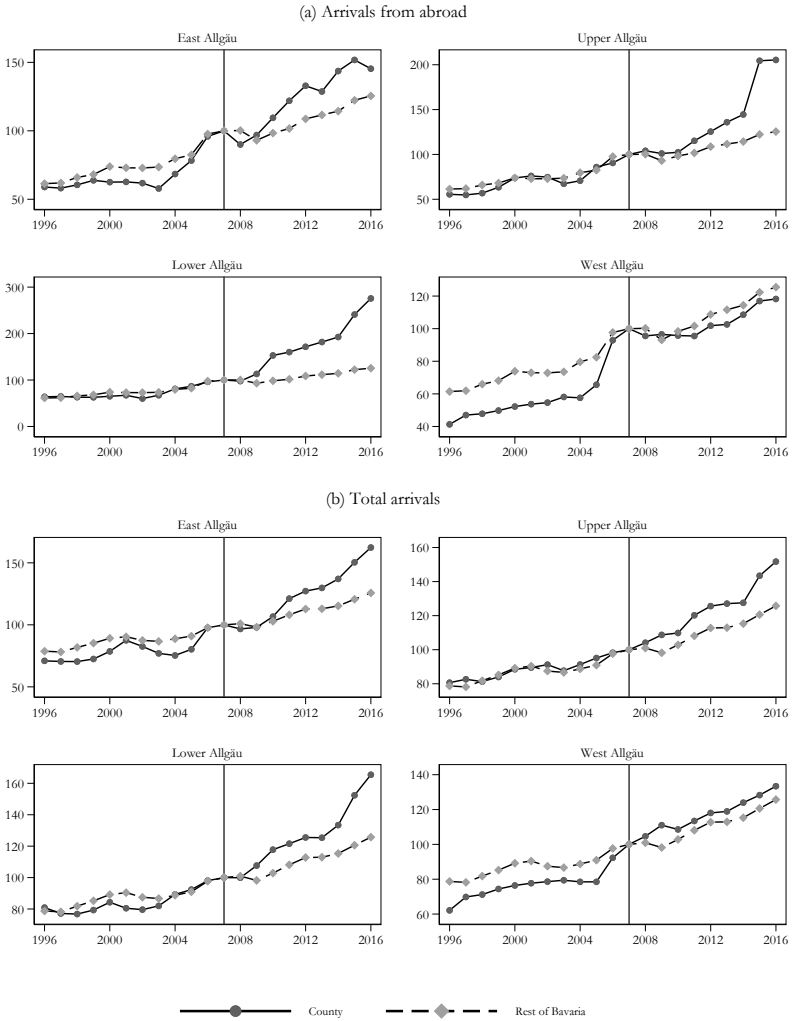 (a) Arrivals from abroad
East Allgäu Upper Allgäu
150
100
50
1996 2000 2004 2008 2012 2016
200
150
100
50
1996 2000 2004 2008 2012 2016
Lower Allgäu West Allgäu
300
200
100
0
1996 2000 2004 2008 2012 2016
120
100
80
60
40
1996 2000 2004 2008 2012 2016
(b) Total arrivals
East Allgäu Upper Allgäu
150
100
50
1996 2000 2004 2008 2012 2016
160
140
120
100
80
1996 2000 2004 2008 2012 2016
Lower Allgäu West Allgäu
160
140
120
100
80
1996 2000 2004 2008 2012 2016
140
120
100
80
60
1996 2000 2004 2008 2012 2016
County Rest of Bavaria